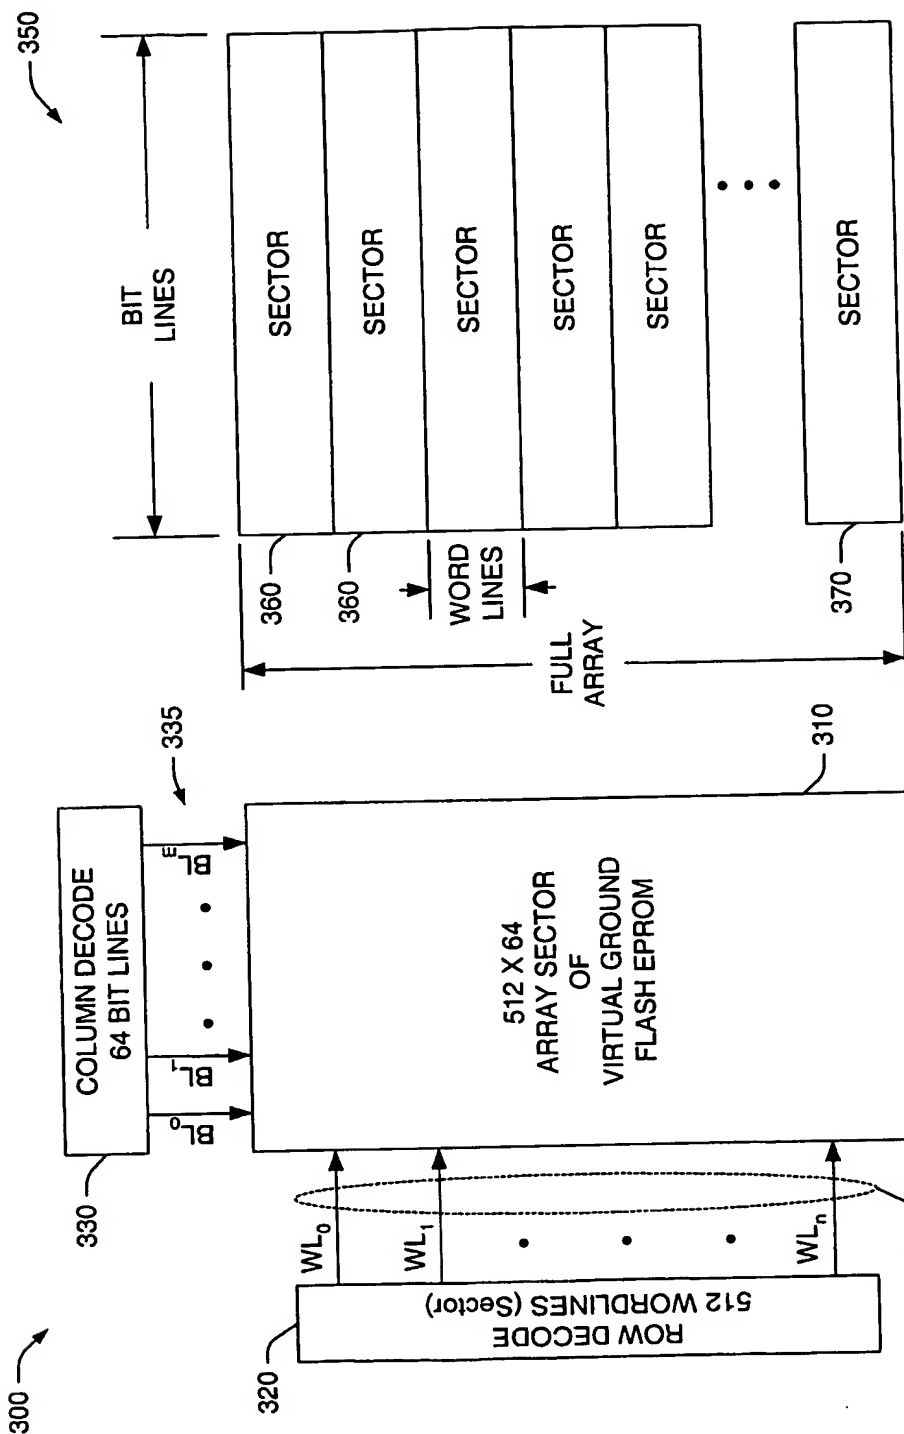 300
330
COLUMN DECODE
64 BIT LINES
335
BL0
BL1
BLm
320
ROW DECODE
512 WORDLINES (Sector)
WL0
WL1
WLn
512 X 64
ARRAY SECTOR
OF
VIRTUAL GROUND
FLASH EPROM
310
350
BIT
LINES
360
360
WORD
LINES
FULL
ARRAY
370
SECTOR
SECTOR
SECTOR
SECTOR
SECTOR
SECTOR